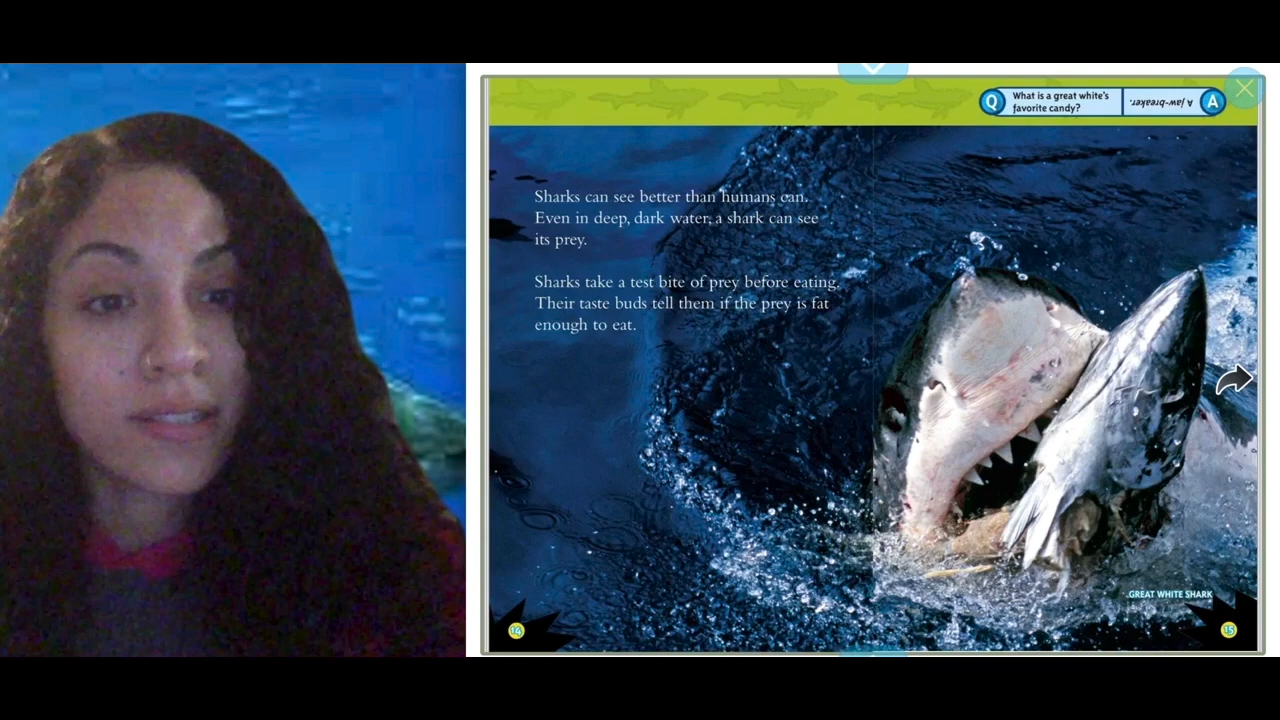 Q
What is a great white's
favorite candy?
A jaw-breaker.
A
Sharks can see better than humans can.
Even in deep, dark water, a shark can see
its prey.
Sharks take a test bite of prey before eating.
Their taste buds tell them if the prey is fat
enough to eat.
GREAT WHITE SHARK
14
15